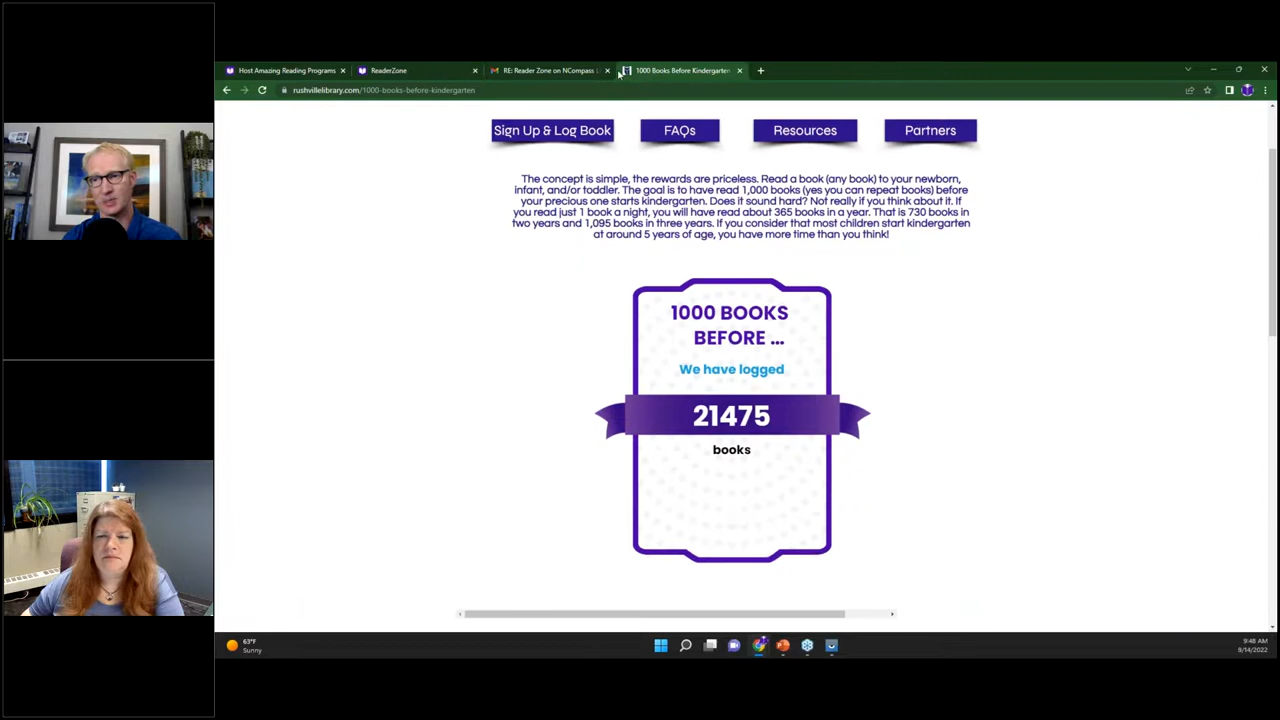 Host Amazing Reading Programs
ReaderZone
RE: Reader Zone on NCompass L
1000 Books Before Kindergarten
rushvillelibrary.com/1000-books-before-kindergarten
Sign Up & Log Book
FAQs
Resources
Partners
The concept is simple, the rewards are priceless. Read a book (any book) to your newborn,
infant, and/or toddler. The goal is to have read 1,000 books (yes you can repeat books) before
your precious one starts kindergarten. Does it sound hard? Not really if you think about it. If
you read just 1 book a night, you will have read about 365 books in a year. That is 730 books in
two years and 1,095 books in three years. If you consider that most children start kindergarten
at around 5 years of age, you have more time than you think!
1000 BOOKS
BEFORE ...
We have logged
21475
books
63°F
Sunny
9:48 AM
9/14/2022